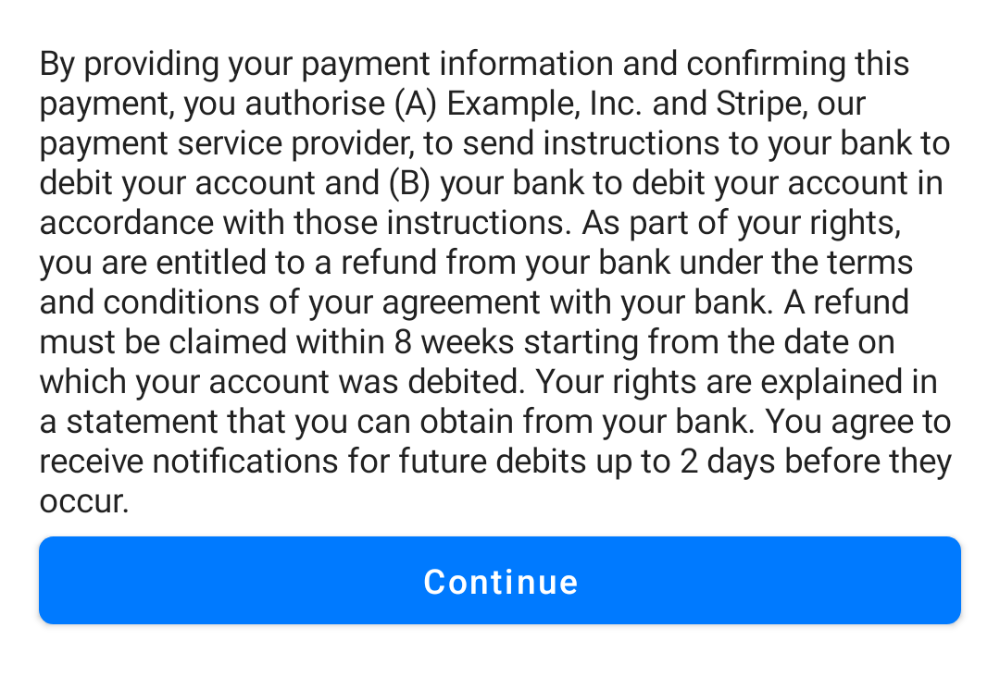 By providing your payment information and confirming this
payment, you authorise (A) Example, Inc. and Stripe, our
payment service provider, to send instructions to your bank to
debit your account and (B) your bank to debit your account in
accordance with those instructions. As part of your rights,
you are entitled to a refund from your bank under the terms
and conditions of your agreement with your bank. A refund
must be claimed within 8 weeks starting from the date on
which your account was debited. Your rights are explained in
a statement that you can obtain from your bank. You agree to
receive notifications for future debits up to 2 days before they
occur.
Continue